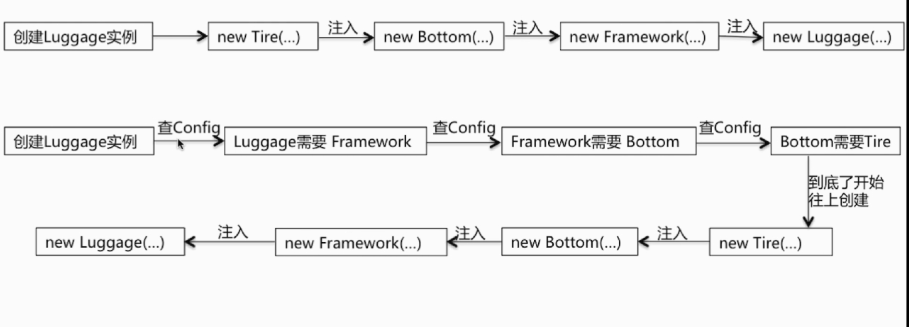 创建Luggage实例
new Tire(...)
注入
new Bottom(...)
注入
new Framework(...)
注入
new Luggage(...)
创建Luggage实例
查Config
Luggage需要 Framework
查Config
Framework需要 Bottom
查Config
Bottom需要Tire
到底了开始
往上创建
new Luggage(...)
注入
new Framework(...)
注入
new Bottom(...)
注入
new Tire(...)